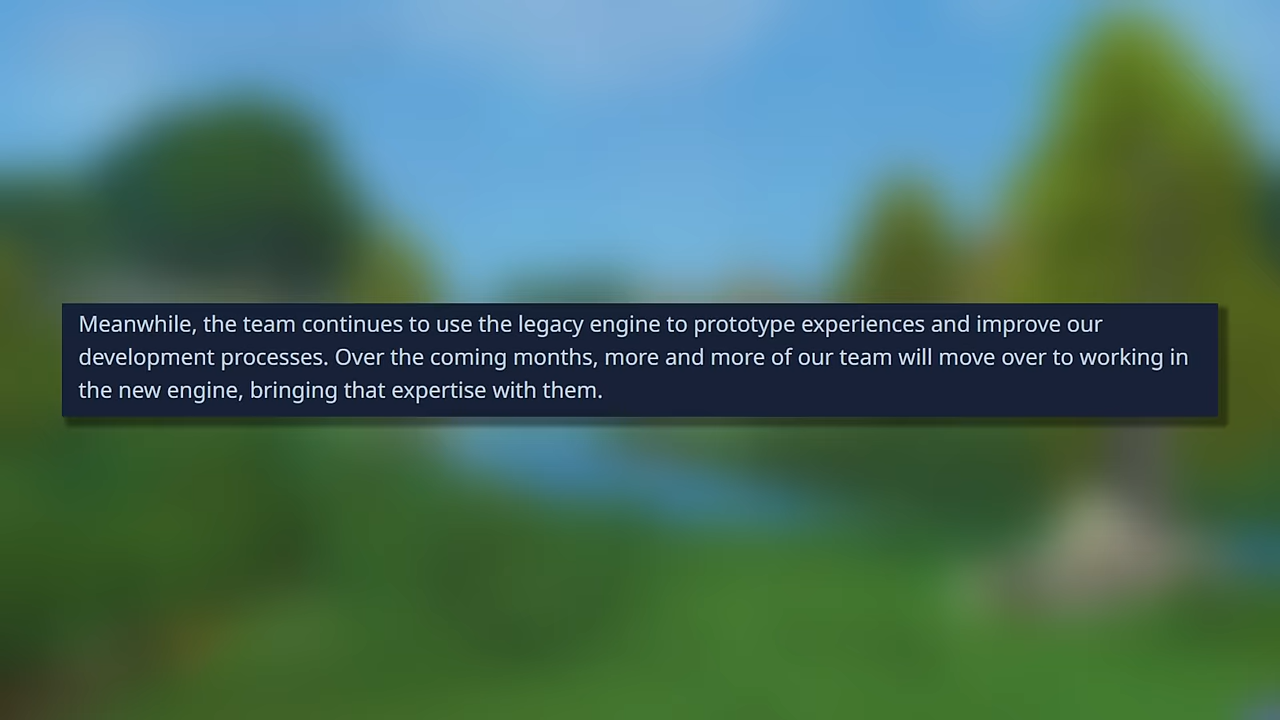 Meanwhile, the team continues to use the legacy engine to prototype experiences and improve our
development processes. Over the coming months, more and more of our team will move over to working in
the new engine, bringing that expertise with them.